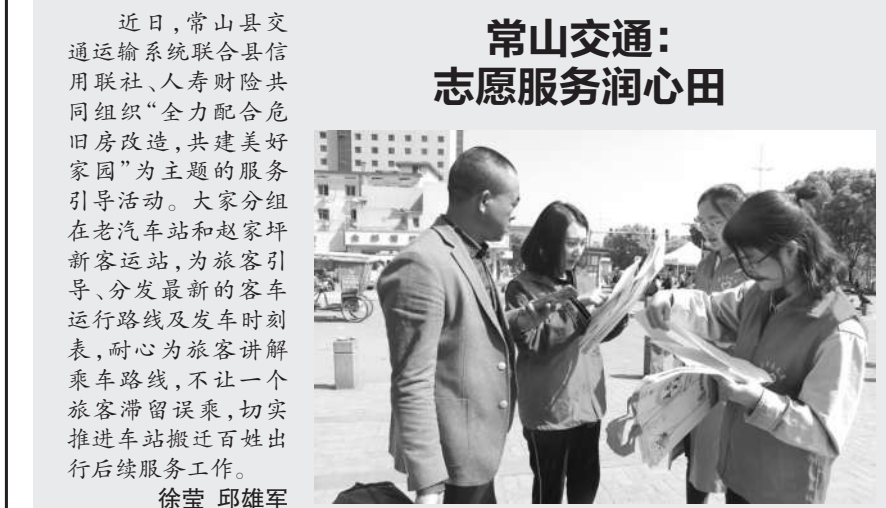 常山交通:
志愿服务润心田
近日,常山县交
通运输系统联合县信
用联社、人寿财险共
同组织“全力配合危
旧房改造,共建美好
家园”为主题的服务
引导活动。大家分组
在老汽车站和赵家坪
新客运站,为旅客引
导、分发最新的客车
运行路线及发车时刻
表,耐心为旅客讲解
乘车路线,不让一个
旅客滞留误乘,切实
推进车站搬迁百姓出
行后续服务工作。
徐莹 邱雄军